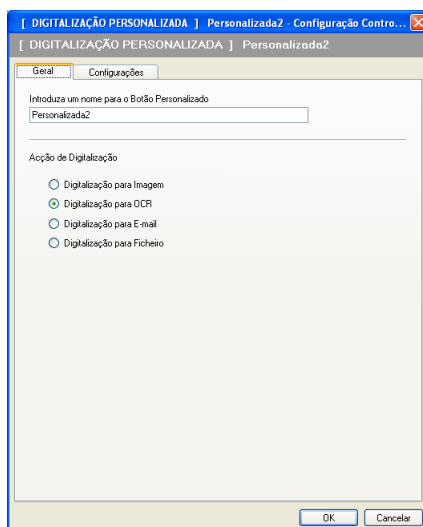 [ DIGITALIZAÇÃO PERSONALIZADA ] Personalizada2 - Configuração Contro...
[ DIGITALIZAÇÃO PERSONALIZADA ] Personalizada2
Geral Configurações
Introduza um nome para o Botão Personalizado
Personalizada2
Acção de Digitalização
Digitalização para Imagem
Digitalização para OCR
Digitalização para E-mail
Digitalização para Ficheiro
OK Cancelar